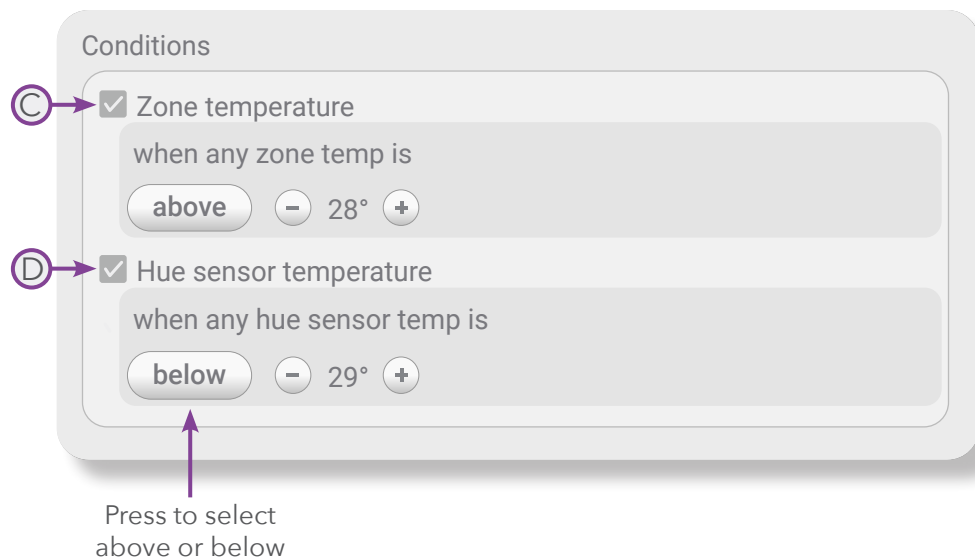 Conditions
C
Zone temperature
when any zone temp is
above - 28° +
D
Hue sensor temperature
when any hue sensor temp is
below - 29° +
Press to select
above or below